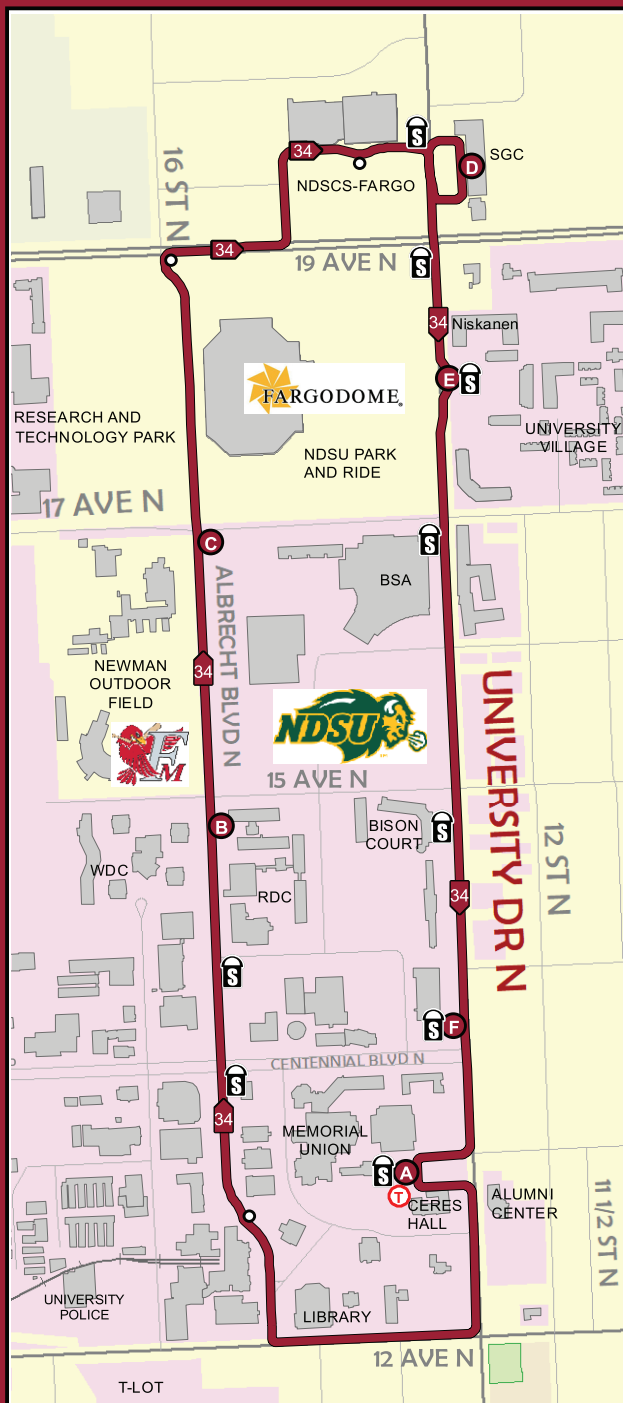 16 ST N
34
NDSCS-FARGO
S
D
SGC
34
19 AVE N
S
34
Niskanen
FARGODOME®
E
S
RESEARCH AND
TECHNOLOGY PARK
NDSU PARK
AND RIDE
UNIVERSITY
VILLAGE
17 AVE N
C
S
BSA
ALBRECHT BLVD N
34
NEWMAN
OUTDOOR
FIELD
FM
NDSU
UNIVERSITY DR N
15 AVE N
B
BISON
COURT
S
12 ST N
WDC
RDC
34
S
S
F
CENTENNIAL BLVD N
S
34
MEMORIAL
UNION
S
A
T
CERES
HALL
ALUMNI
CENTER
11 1/2 ST N
UNIVERSITY
POLICE
LIBRARY
12 AVE N
T-LOT